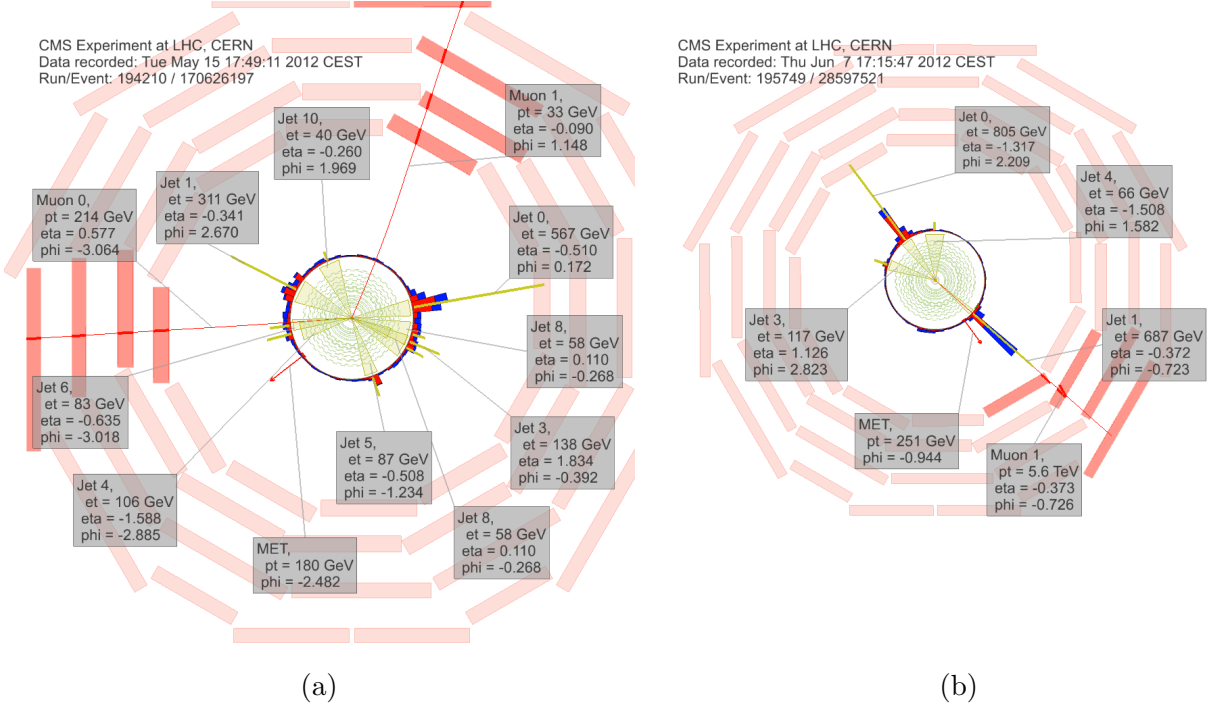 CMS Experiment at LHC, CERN
Data recorded: Tue May 15 17:49:11 2012 CEST
Run/Event: 194210 / 170626197
Muon 1,
pt = 33 GeV
eta = -0.090
phi = 1.148
Jet 10,
et = 40 GeV
eta = -0.260
phi = 1.969
Jet 1,
et = 311 GeV
eta = -0.341
phi = 2.670
Muon 0,
pt = 214 GeV
eta = 0.577
phi = -3.064
Jet 0,
et = 567 GeV
eta = -0.510
phi = 0.172
Jet 8,
et = 58 GeV
eta = 0.110
phi = -0.268
Jet 6,
et = 83 GeV
eta = -0.635
phi = -3.018
Jet 3,
et = 138 GeV
eta = 1.834
phi = -0.392
Jet 5,
et = 87 GeV
eta = -0.508
phi = -1.234
Jet 4,
et = 106 GeV
eta = -1.588
phi = -2.885
Jet 8,
et = 58 GeV
eta = 0.110
phi = -0.268
MET,
pt = 180 GeV
phi = -2.482
(a)
CMS Experiment at LHC, CERN
Data recorded: Thu Jun 7 17:15:47 2012 CEST
Run/Event: 195749 / 28597521
Jet 0,
et = 805 GeV
eta = -1.317
phi = 2.209
Jet 4,
et = 66 GeV
eta = -1.508
phi = 1.582
Jet 3,
et = 117 GeV
eta = 1.126
phi = 2.823
Jet 1,
et = 687 GeV
eta = -0.372
phi = -0.723
MET,
pt = 251 GeV
phi = -0.944
Muon 1,
pt = 5.6 TeV
eta = -0.373
phi = -0.726
(b)